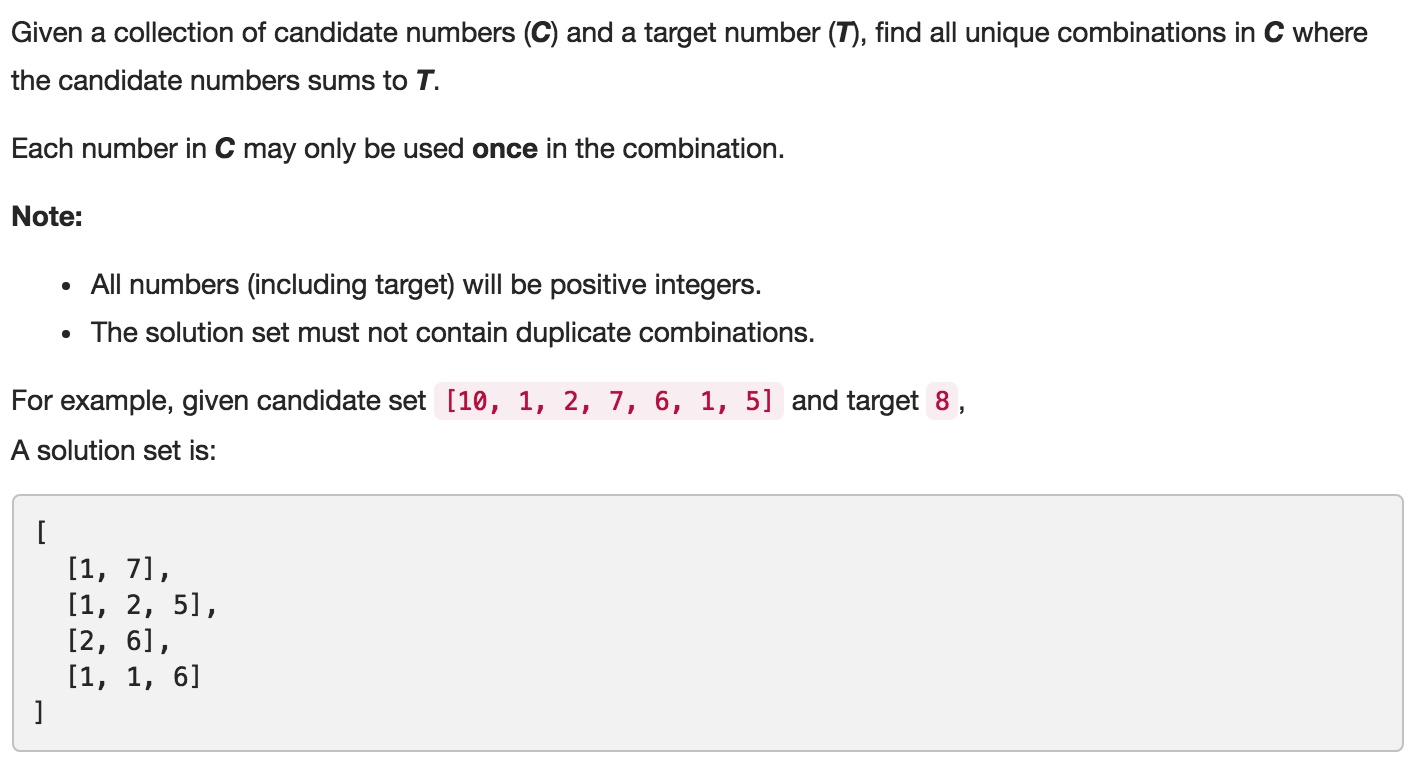 Given a collection of candidate numbers (C) and a target number (T), find all unique combinations in C where
the candidate numbers sums to T.
Each number in C may only be used once in the combination.
Note:
• All numbers (including target) will be positive integers.
• The solution set must not contain duplicate combinations.
For example, given candidate set [10, 1, 2, 7, 6, 1, 5] and target 8,
A solution set is:
[
  [1, 7],
  [1, 2, 5],
  [2, 6],
  [1, 1, 6]
]